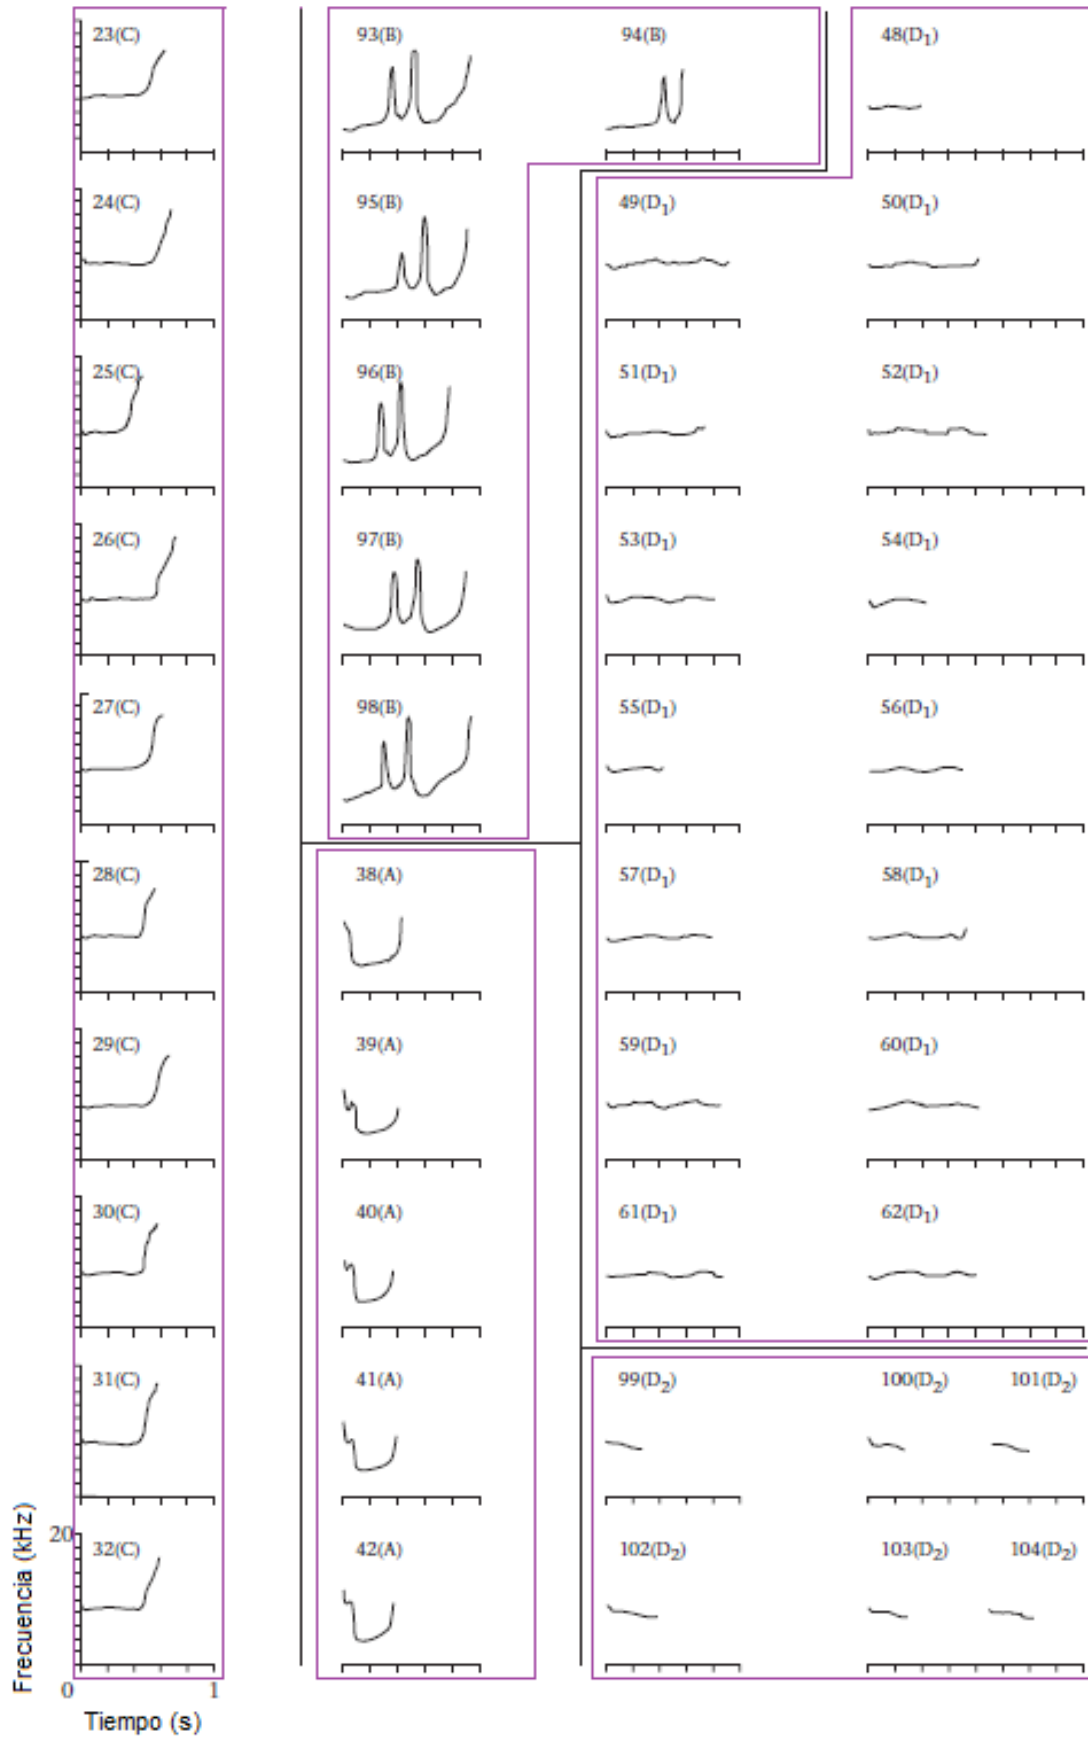 23(C) 93(B) 94(B) 48(D₁)
24(C) 95(B) 49(D₁) 50(D₁)
25(C) 96(B) 51(D₁) 52(D₁)
26(C) 97(B) 53(D₁) 54(D₁)
27(C) 98(B) 55(D₁) 56(D₁)
28(C) 38(A) 57(D₁) 58(D₁)
29(C) 39(A) 59(D₁) 60(D₁)
30(C) 40(A) 61(D₁) 62(D₁)
31(C) 41(A) 99(D₂) 100(D₂) 101(D₂)
20
32(C) 42(A) 102(D₂) 103(D₂) 104(D₂)
Frecuencia (kHz)
0 1
Tiempo (s)